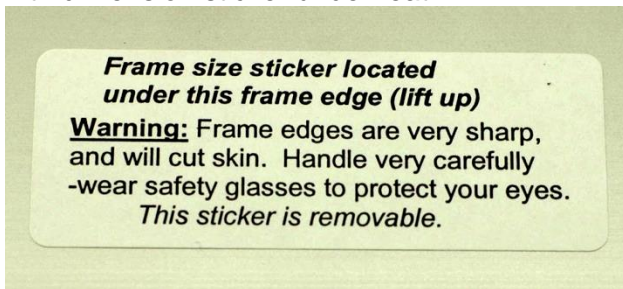 Frame size sticker located
under this frame edge (lift up)
Warning: Frame edges are very sharp,
and will cut skin.  Handle very carefully
-wear safety glasses to protect your eyes.
This sticker is removable.